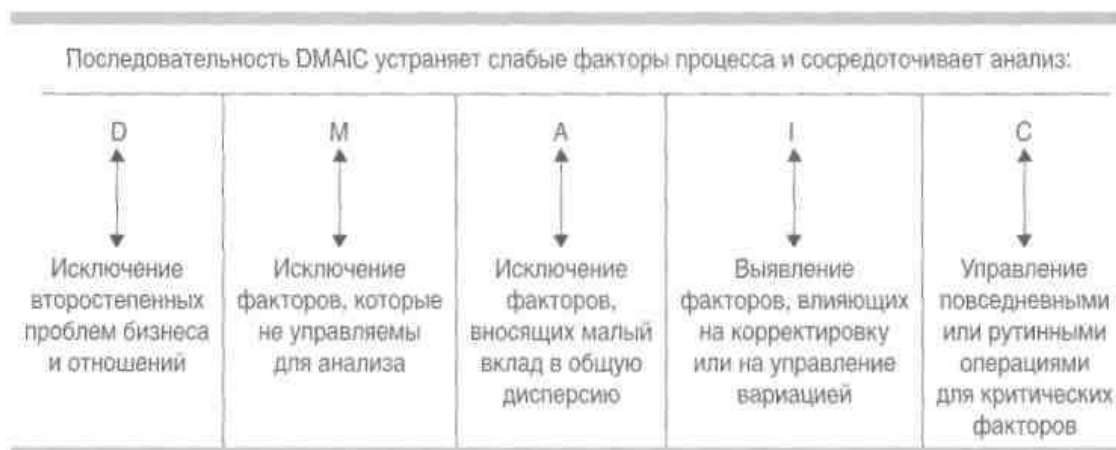 Последовательность DMAIC устраняет слабые факторы процесса и сосредоточивает анализ:
D
Исключение
второстепенных
проблем бизнеса
и отношений
M
Исключение
факторов, которые
не управляемы
для анализа
A
Исключение
факторов,
вносящих малый
вклад в общую
дисперсию
I
Выявление
факторов, влияющих
на корректировку
или на управление
вариацией
C
Управление
повседневными
или рутинными
операциями
для критических
факторов